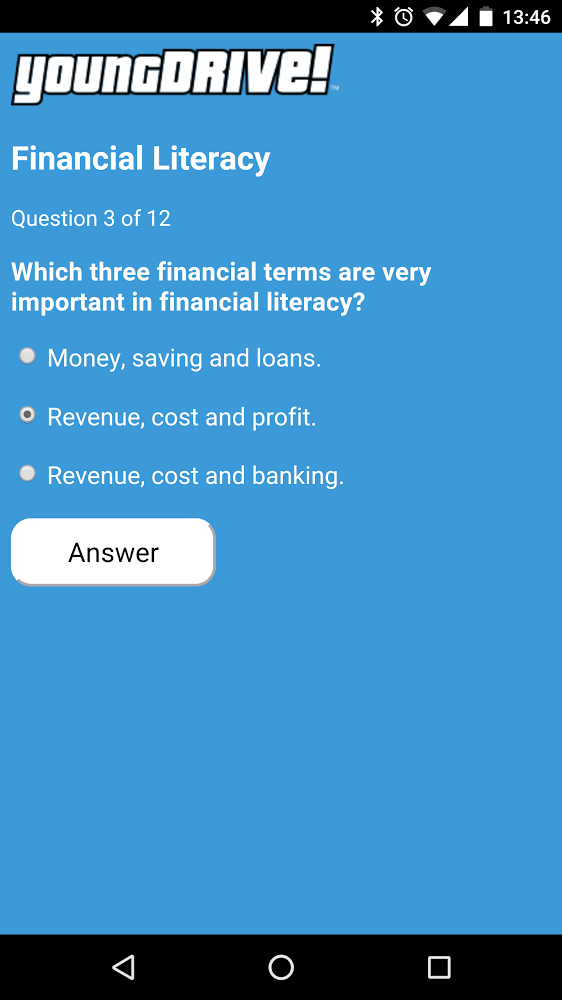 13:46
youngDRIVE!™
Financial Literacy
Question 3 of 12
Which three financial terms are very
important in financial literacy?
Money, saving and loans.
Revenue, cost and profit.
Revenue, cost and banking.
Answer